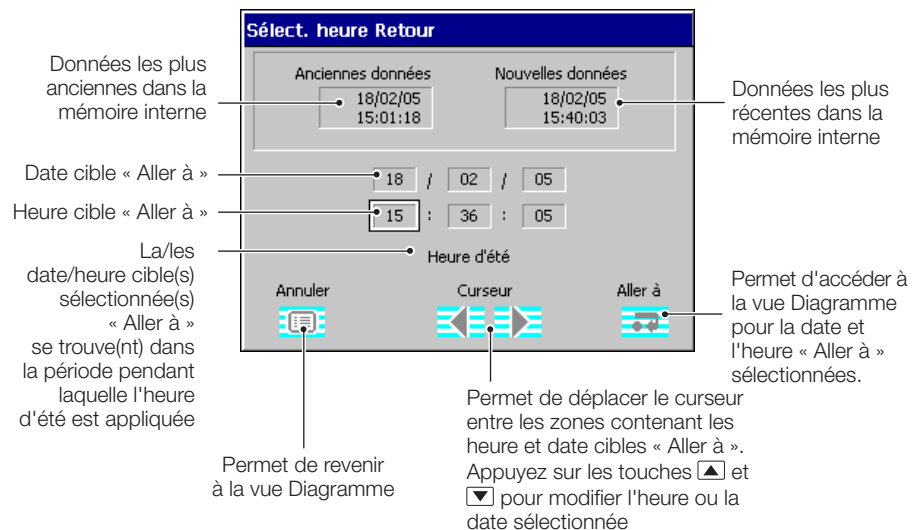 Sélect. heure Retour
Données les plus
anciennes dans la
mémoire interne
Anciennes données
18/02/05
15:01:18
Nouvelles données
18/02/05
15:40:03
Données les plus
récentes dans la
mémoire interne
Date cible « Aller à »
18 / 02 / 05
Heure cible « Aller à »
15 : 36 : 05
La/les
date/heure cible(s)
sélectionnée(s)
« Aller à »
se trouve(nt) dans
la période pendant
laquelle l'heure
d'été est appliquée
Heure d'été
Annuler
Curseur
Aller à
Permet d'accéder à
la vue Diagramme
pour la date et
l'heure « Aller à »
sélectionnées.
Permet de revenir
à la vue Diagramme
Permet de déplacer le curseur
entre les zones contenant les
heure et date cibles « Aller à ».
Appuyez sur les touches ▲ et
▼ pour modifier l'heure ou la
date sélectionnée